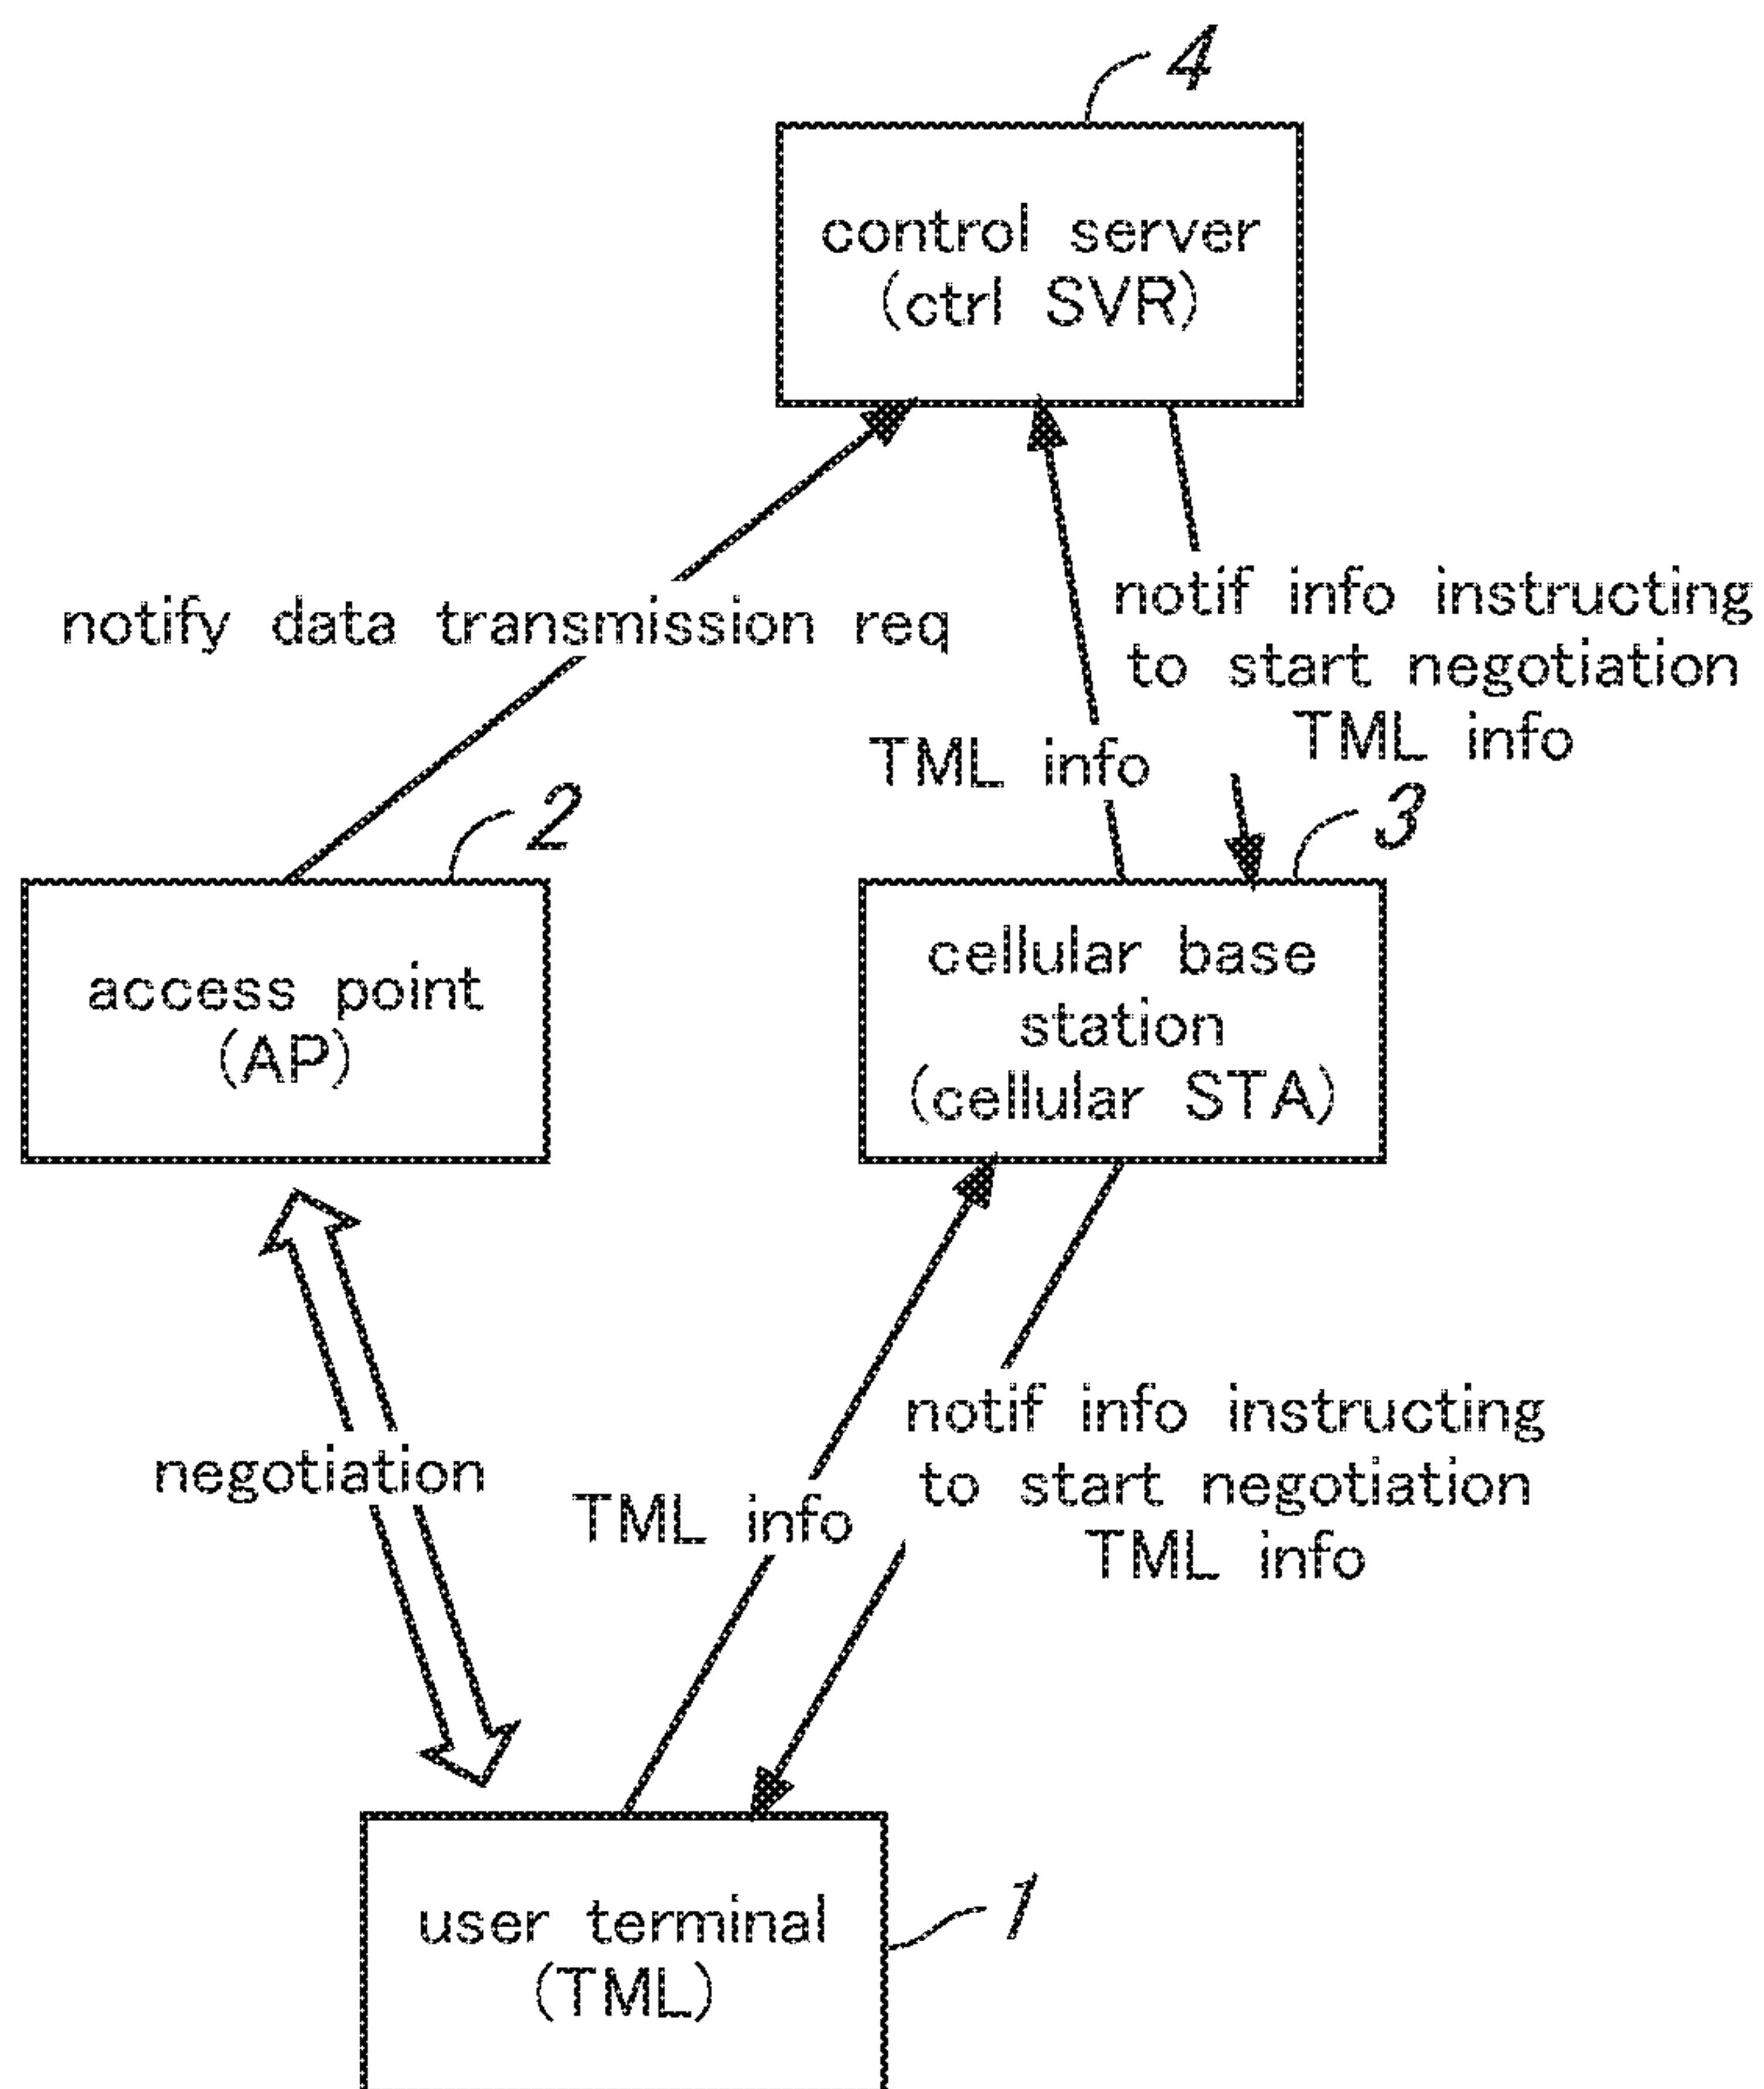 4
control server
(ctrl SVR)
notify data transmission req
notif info instructing
to start negotiation
TML info
TML info
2
3
access point
(AP)
cellular base
station
(cellular STA)
negotiation
TML info
notif info instructing
to start negotiation
TML info
user terminal
(TML)
1